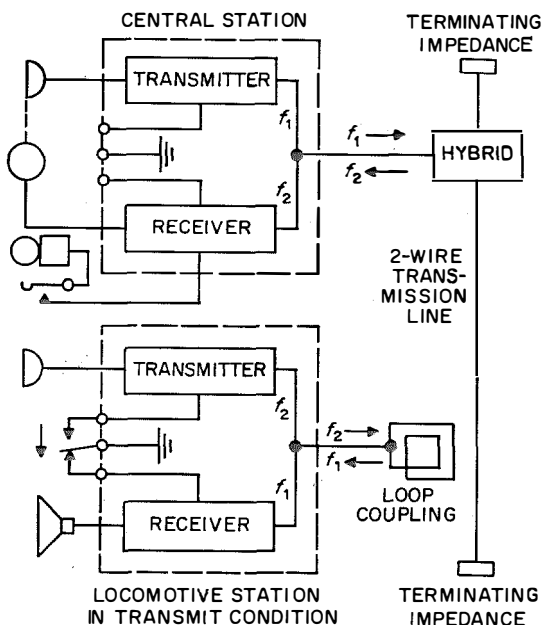 CENTRAL STATION
TERMINATING
IMPEDANCE
TRANSMITTER
f1
f1
f2
HYBRID
f2
RECEIVER
2-WIRE
TRANS-
MISSION
LINE
TRANSMITTER
f2
f2
f1
f1
LOOP
COUPLING
RECEIVER
LOCOMOTIVE STATION
IN TRANSMIT CONDITION
TERMINATING
IMPEDANCE